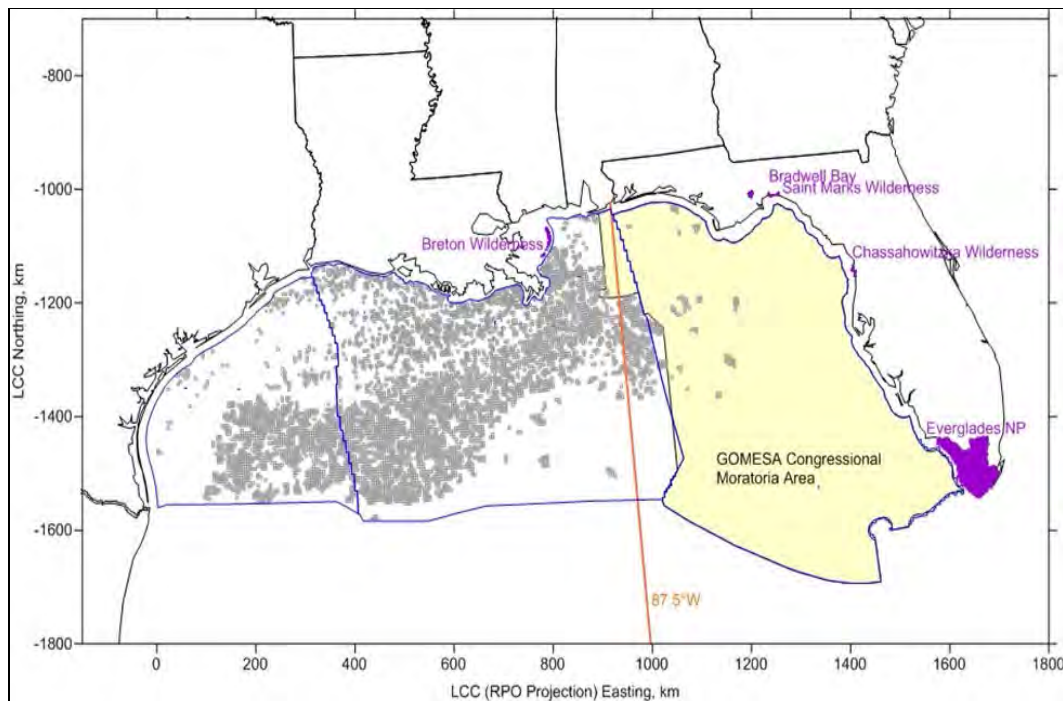 -800
-1000
-1200
-1400
-1600
-1800
LCC Northing, km
Bradwell Bay
Saint Marks Wilderness
Breton Wilderness
Chassahowitzka Wilderness
Everglades NP
GOMESA Congressional
Moratoria Area
87.5°W
0 200 400 600 800 1000 1200 1400 1600 1800
LCC (RPO Projection) Easting, km